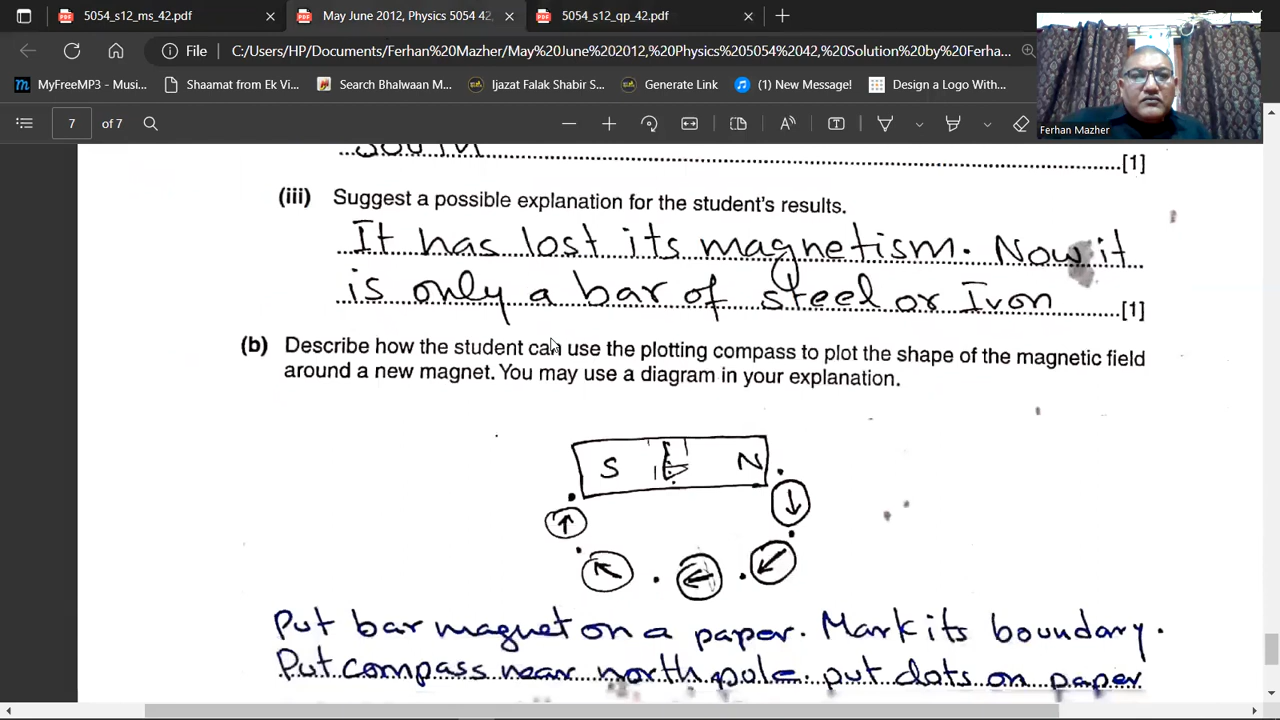 5054_s12_ms_42.pdf
May June 2012, Physics 5054 42,
5054_s12_qp_42.pdf
File
C:/Users/HP/Documents/Ferhan%20Mazher/May%20June%202012,%20Physics%205054%2042,%20Solution%20by%20Ferha...
MyFreeMP3 - Musi...
Daamat from Ek Vi...
Search Bhalwaan M...
Ijazat Falak Shabir S...
Generate Link
(1) New Message!
Design a Logo With...
Ferhan Mazher
7 of 7
[1]
(iii) Suggest a possible explanation for the student's results.
It has lost its magnetism. Now it
is only a bar of steel or Iron
[1]
(b) Describe how the student can use the plotting compass to plot the shape of the magnetic field
around a new magnet. You may use a diagram in your explanation.
S N
Put bar magnet on a paper. Mark its boundary.
Put compass near north pole. put dots on paper